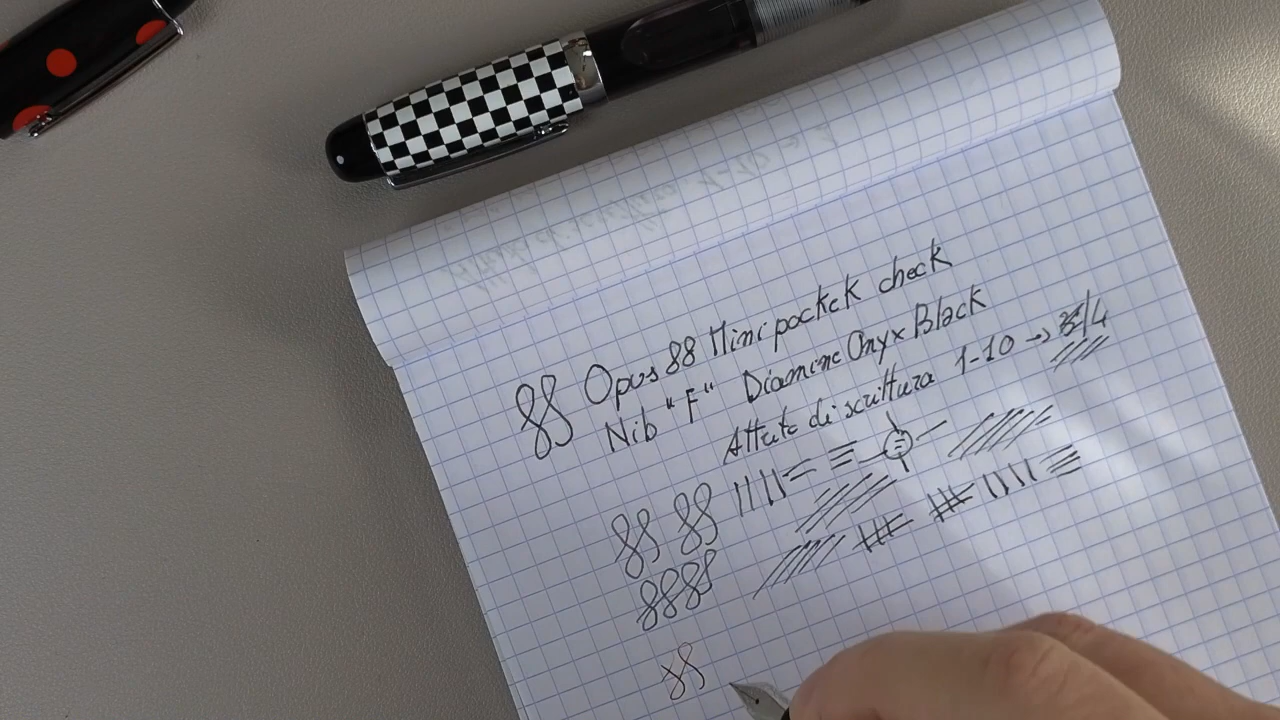 88 Opus 88 Mini pocket check
Nib "F" Diamine Onyx Black
Attrito di scrittura 1-10 → 3/4
88 88
8888
88